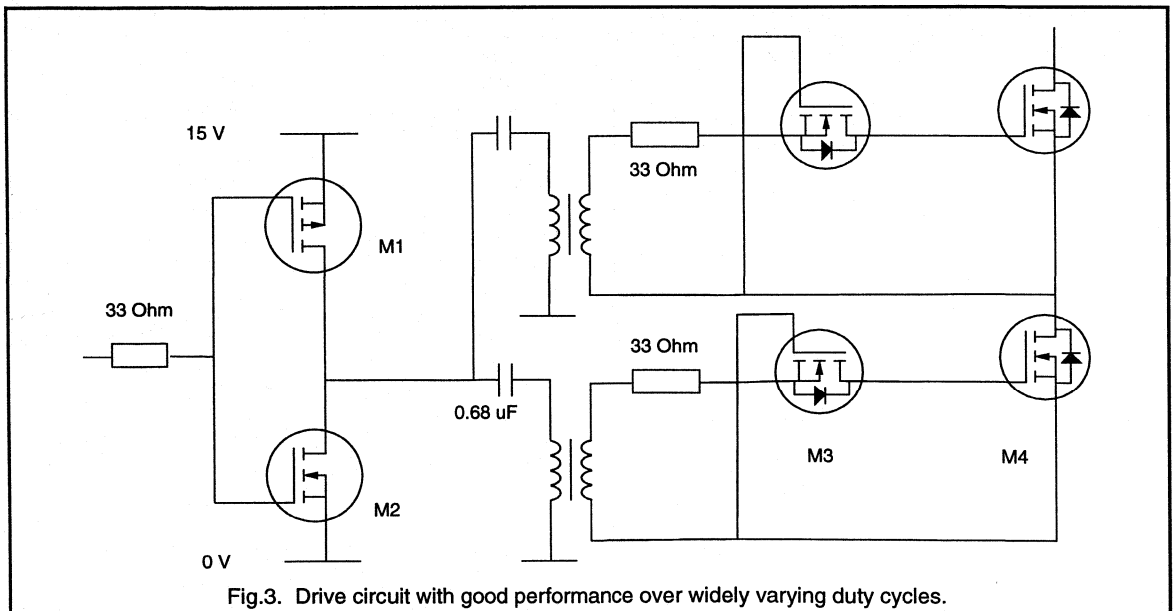 15 V
33 Ohm
M1
33 Ohm
33 Ohm
0.68 uF
M3
M4
M2
0 V
Fig.3. Drive circuit with good performance over widely varying duty cycles.